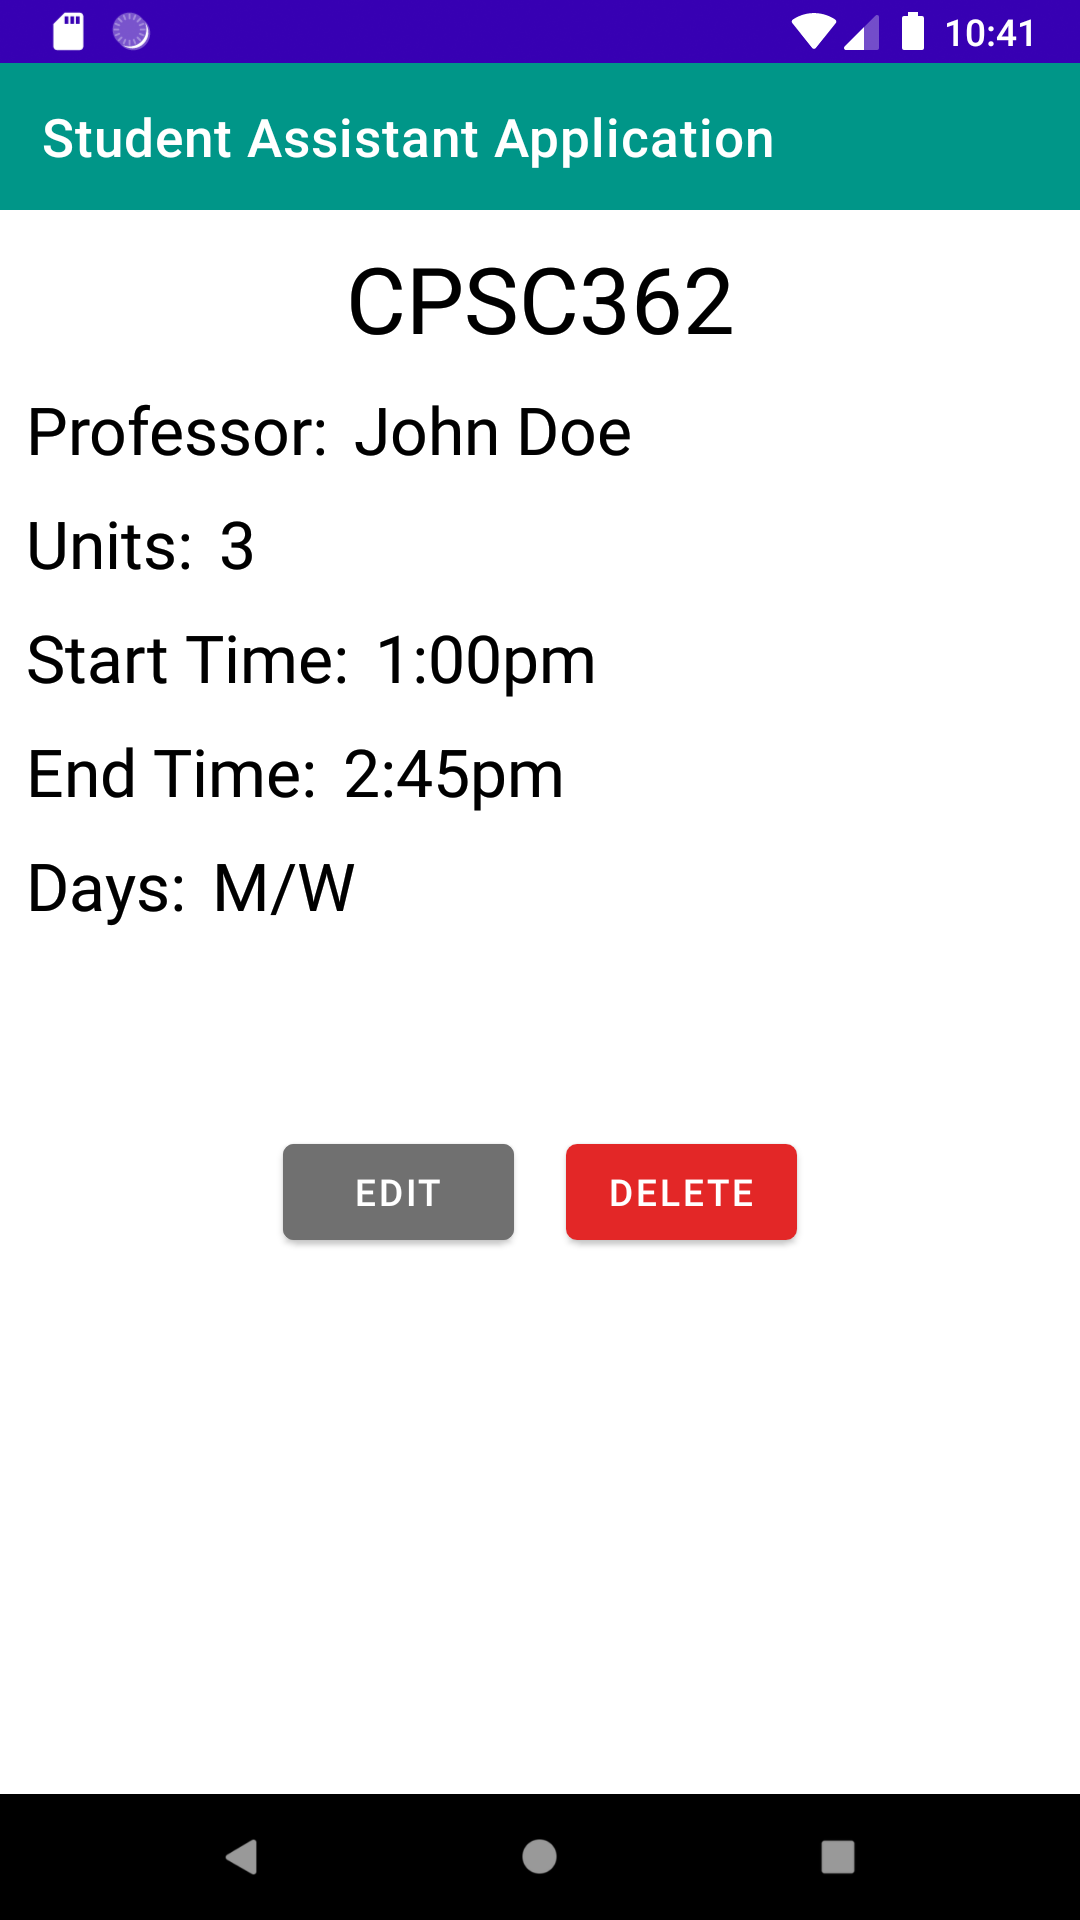 10:41
Student Assistant Application
CPSC362
Professor: John Doe
Units: 3
Start Time: 1:00pm
End Time: 2:45pm
Days: M/W
EDIT DELETE